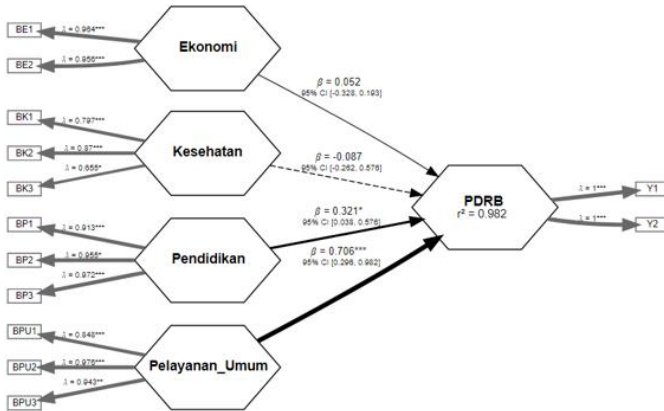 BE1
λ = 0.964***
BE2
λ = 0.956***
Ekonomi
β = 0.052
95% CI [-0.328, 0.193]
BK1
λ = 0.797***
BK2
λ = 0.87***
BK3
λ = 0.655*
Kesehatan
β = -0.087
95% CI [-0.262, 0.576]
BP1
λ = 0.913***
BP2
λ = 0.955*
BP3
λ = 0.972***
Pendidikan
β = 0.321*
95% CI [0.038, 0.576]
BPU1
λ = 0.848***
BPU2
λ = 0.976***
BPU3
λ = 0.943**
Pelayanan_Umum
β = 0.706***
95% CI [0.296, 0.982]
PDRB
r² = 0.982
λ = 1***
Y1
λ = 1***
Y2